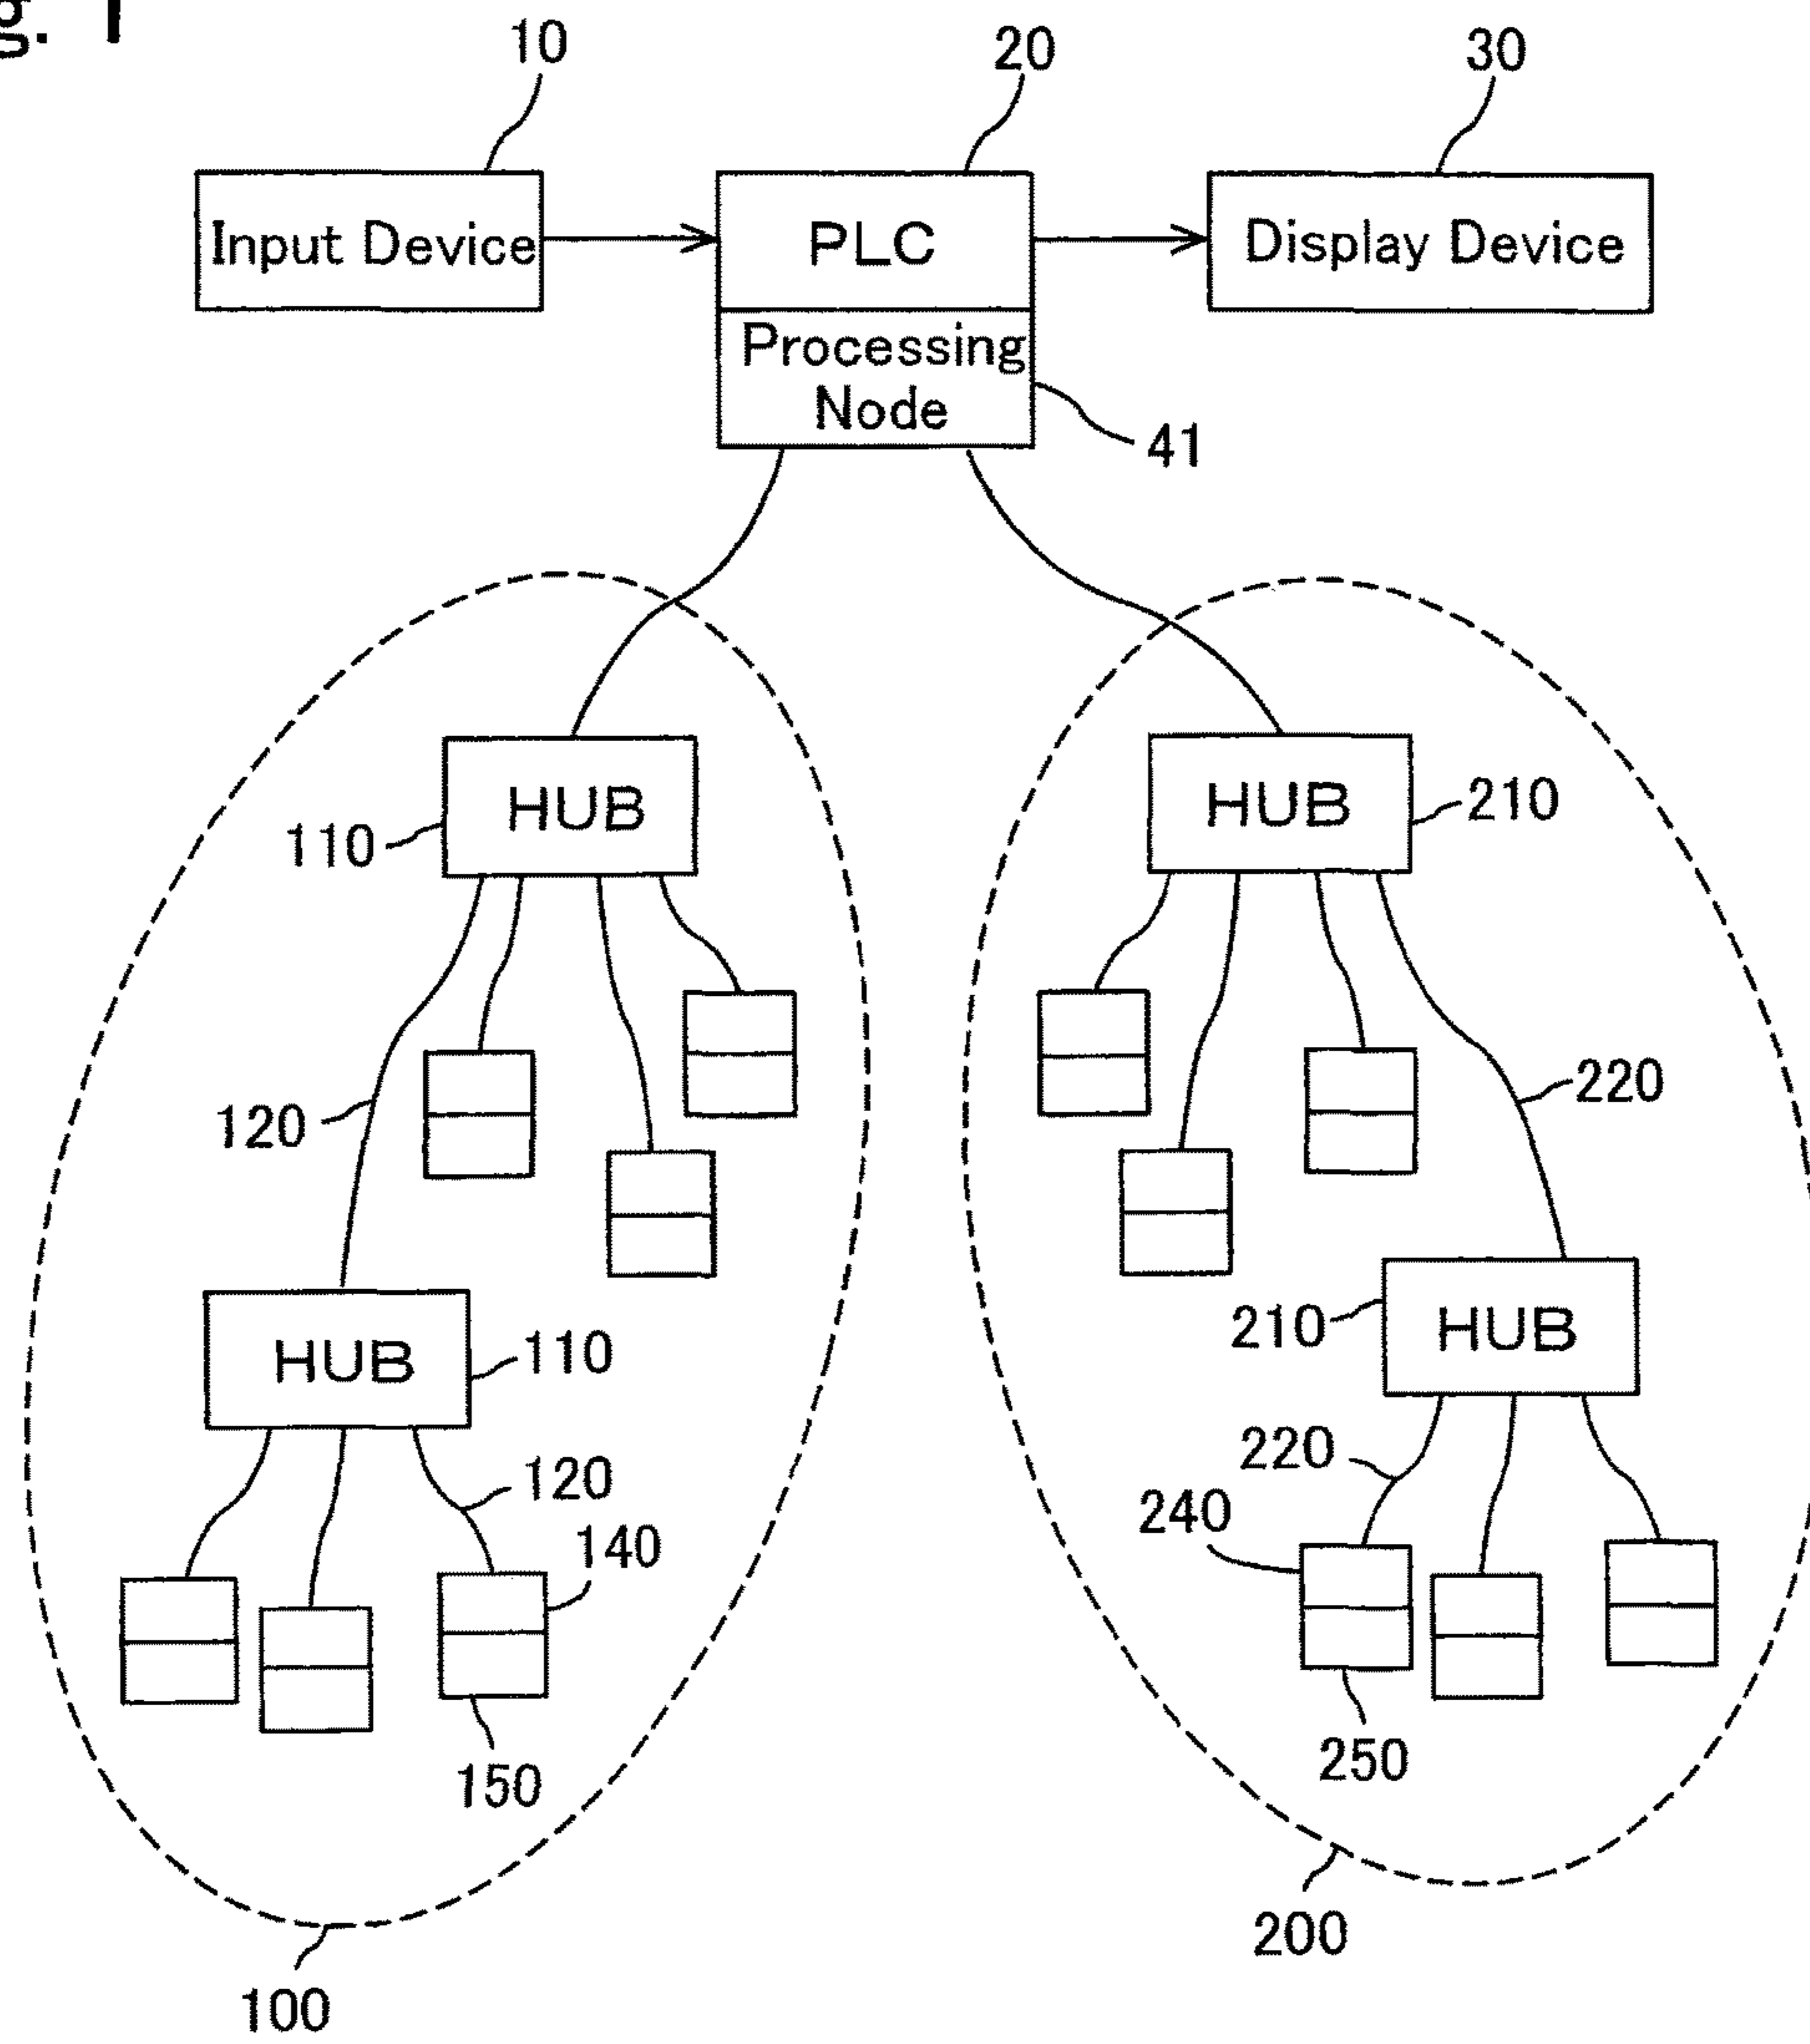 g. 1
10
20
30
Input Device
PLC
Display Device
Processing
Node
41
HUB
110
HUB
210
120
220
HUB
110
210
HUB
120
220
140
240
150
250
200
100